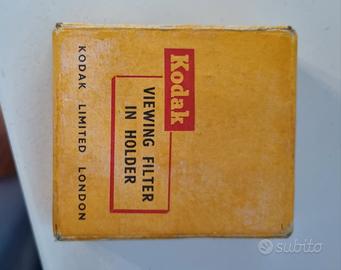 Kodak
VIEWING FILTER
IN HOLDER
KODAK LIMITED LONDON
subito